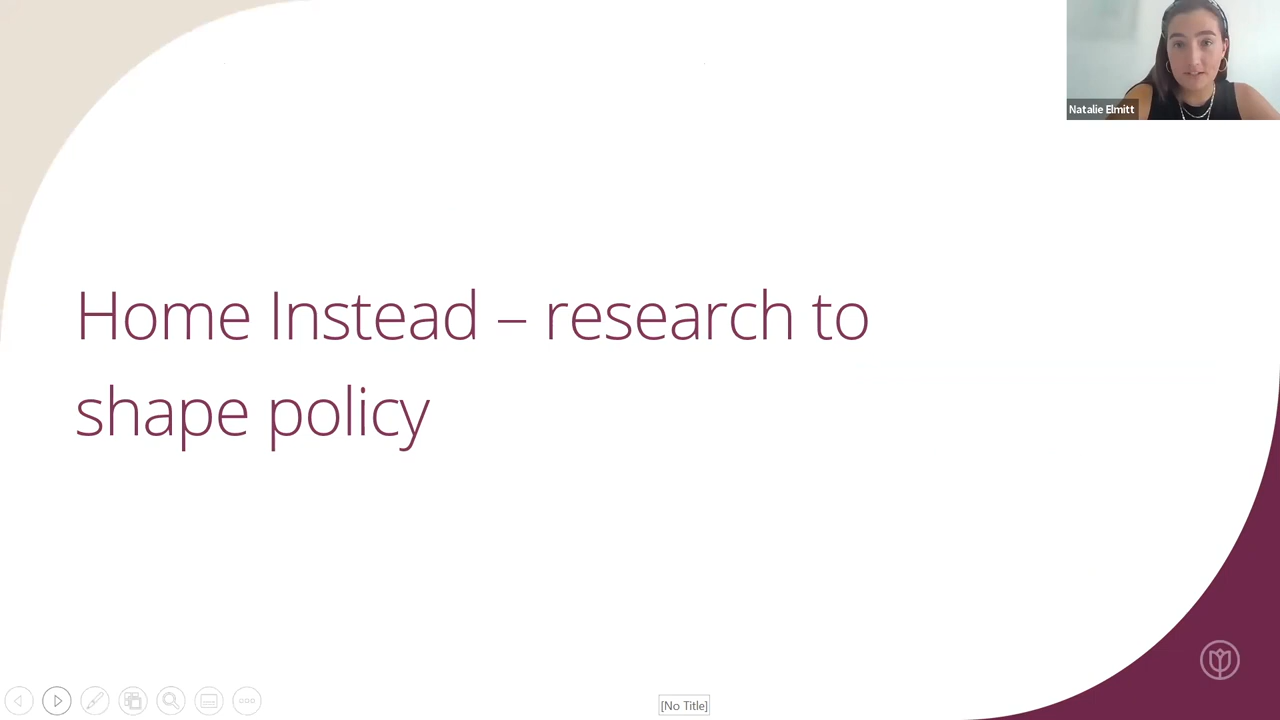 Natalie Elmitt
Home Instead – research to
shape policy
[No Title]